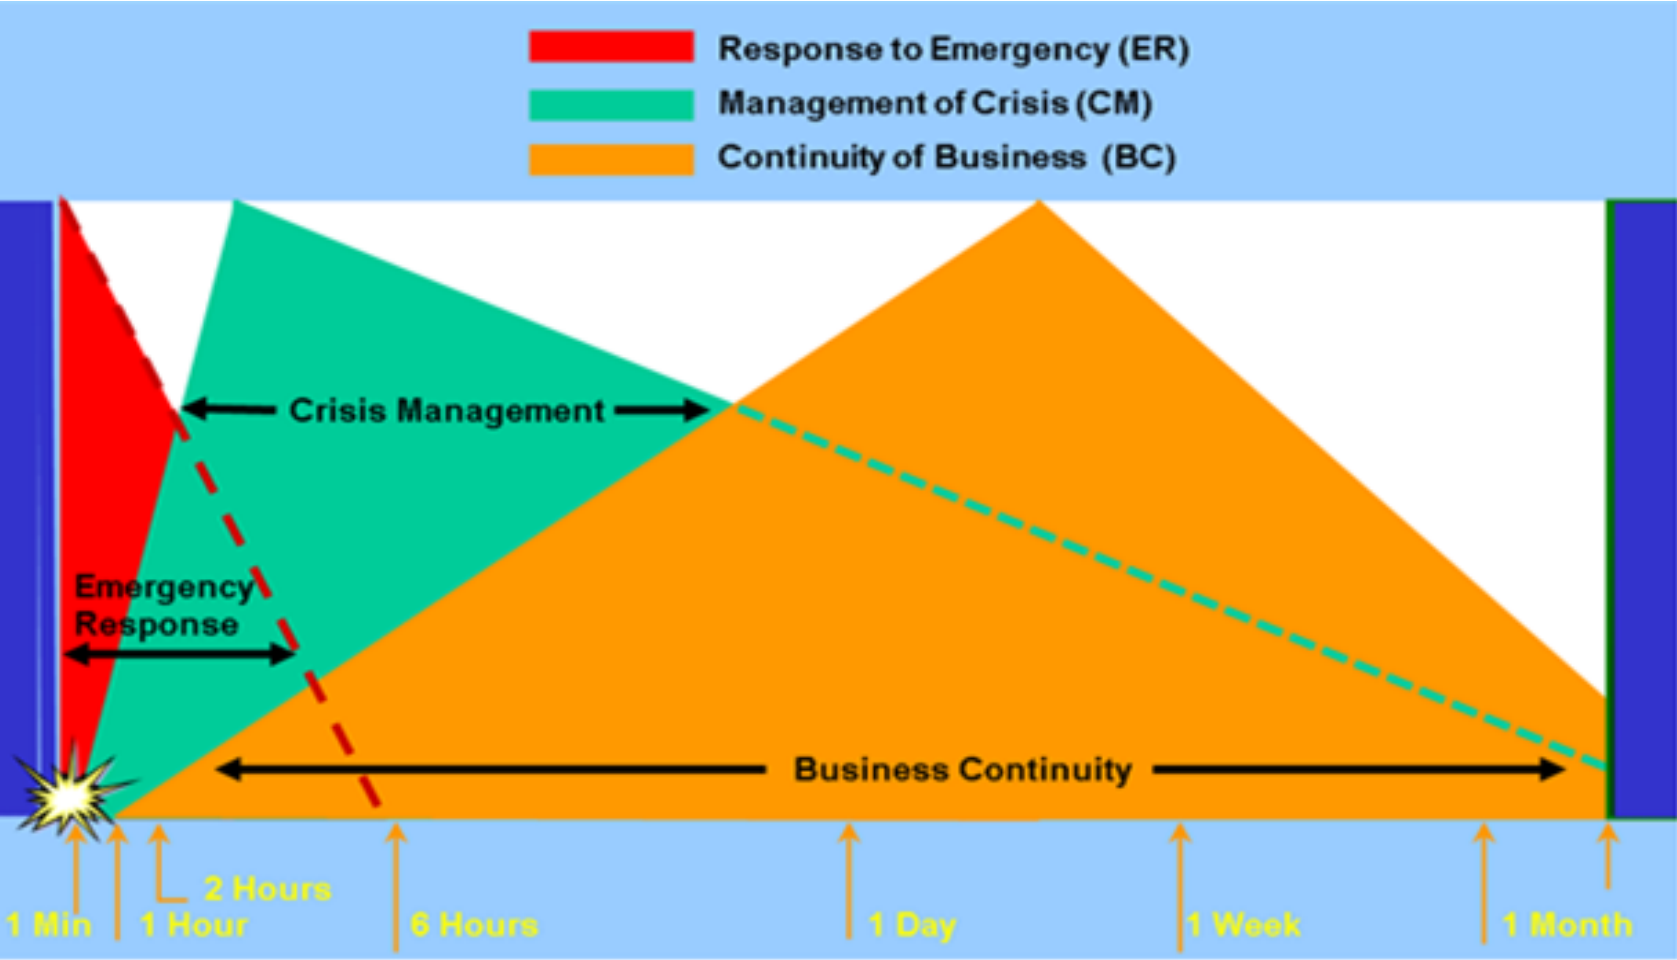 Response to Emergency (ER)
Management of Crisis (CM)
Continuity of Business (BC)
Crisis Management
Emergency
Response
Business Continuity
2 Hours
1 Min
1 Hour
6 Hours
1 Day
1 Week
1 Month